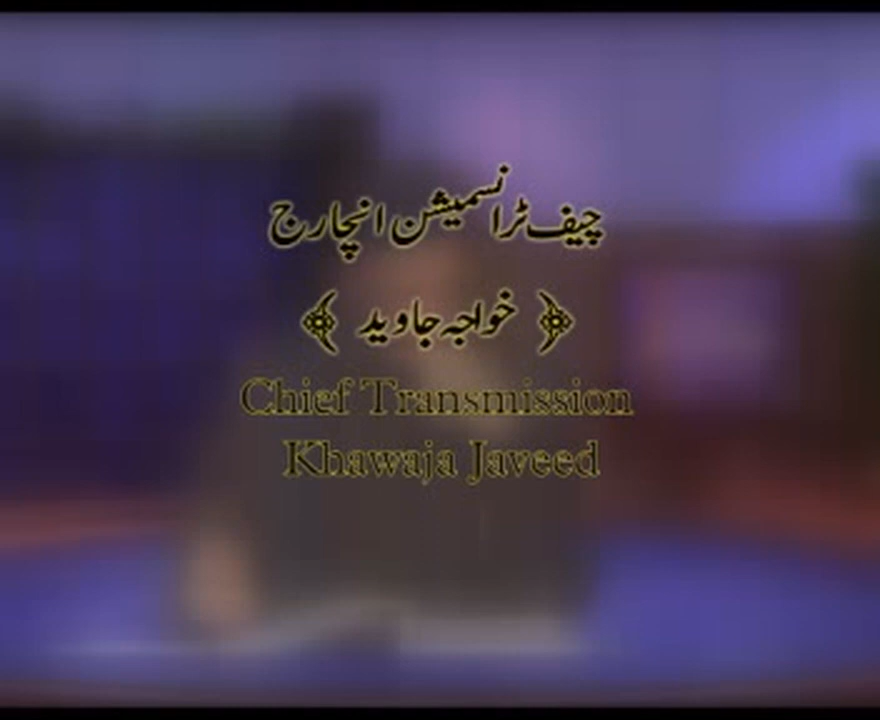 چیف ٹرانسمیشن انچارج
﴿ خواجہ جاوید ﴾
Chief Transmission
Khawaja Javeed